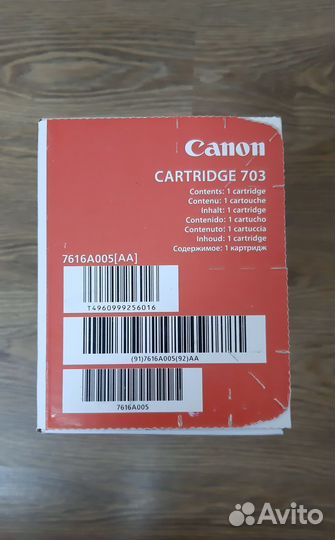 Canon
CARTRIDGE 703
Contents: 1 cartridge
Contenu: 1 cartouche
Inhalt: 1 cartridge
Contenido: 1 cartucho
Contenuto: 1 cartuccia
Inhoud: 1 cartridge
Содержимое: 1 картридж
7616A005[AA]
T4960999256016
(91)7616A005(92)AA
7616A005
Avito